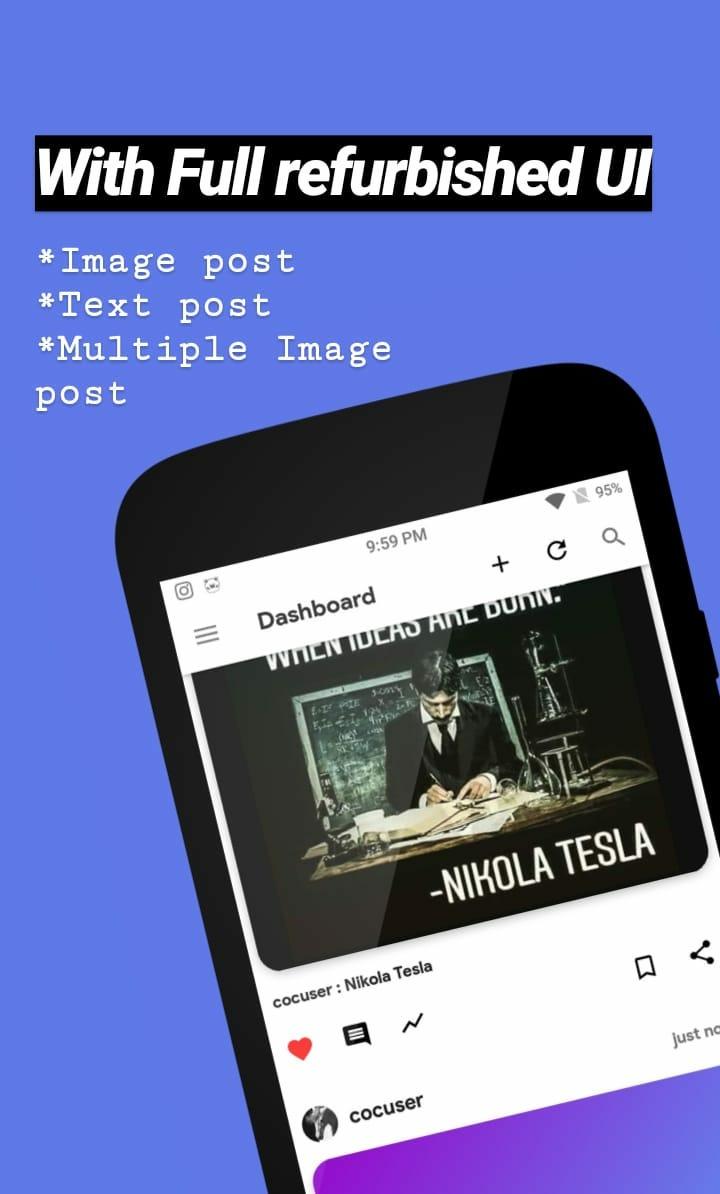 With Full refurbished UI
*Image post
*Text post
*Multiple Image
post
9:59 PM
95%
Dashboard
WHEN IDEAS ARE BORN."
-NIKOLA TESLA
cocuser : Nikola Tesla
just no
cocuser